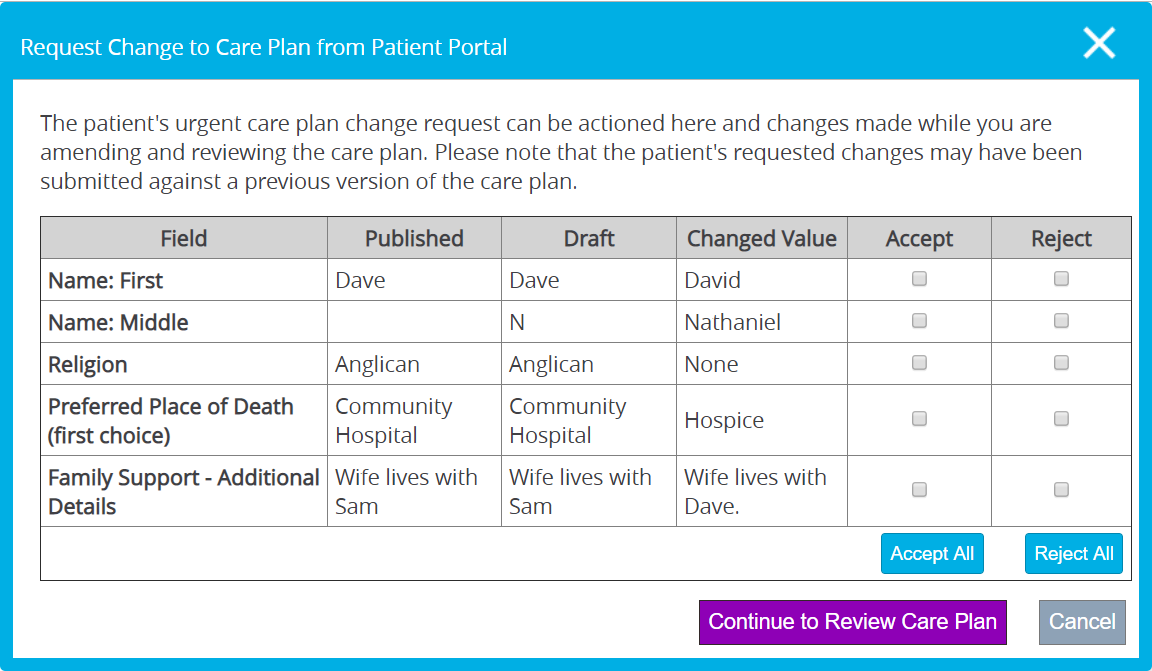 Request Change to Care Plan from Patient Portal
The patient's urgent care plan change request can be actioned here and changes made while you are
amending and reviewing the care plan. Please note that the patient's requested changes may have been
submitted against a previous version of the care plan.
Field Published Draft Changed Value Accept Reject
Name: First Dave Dave David
Name: Middle N Nathaniel
Religion Anglican Anglican None
Preferred Place of Death
(first choice)
Community
Hospital
Community
Hospital
Hospice
Family Support - Additional
Details
Wife lives with
Sam
Wife lives with
Sam
Wife lives with
Dave.
Accept All Reject All
Continue to Review Care Plan Cancel